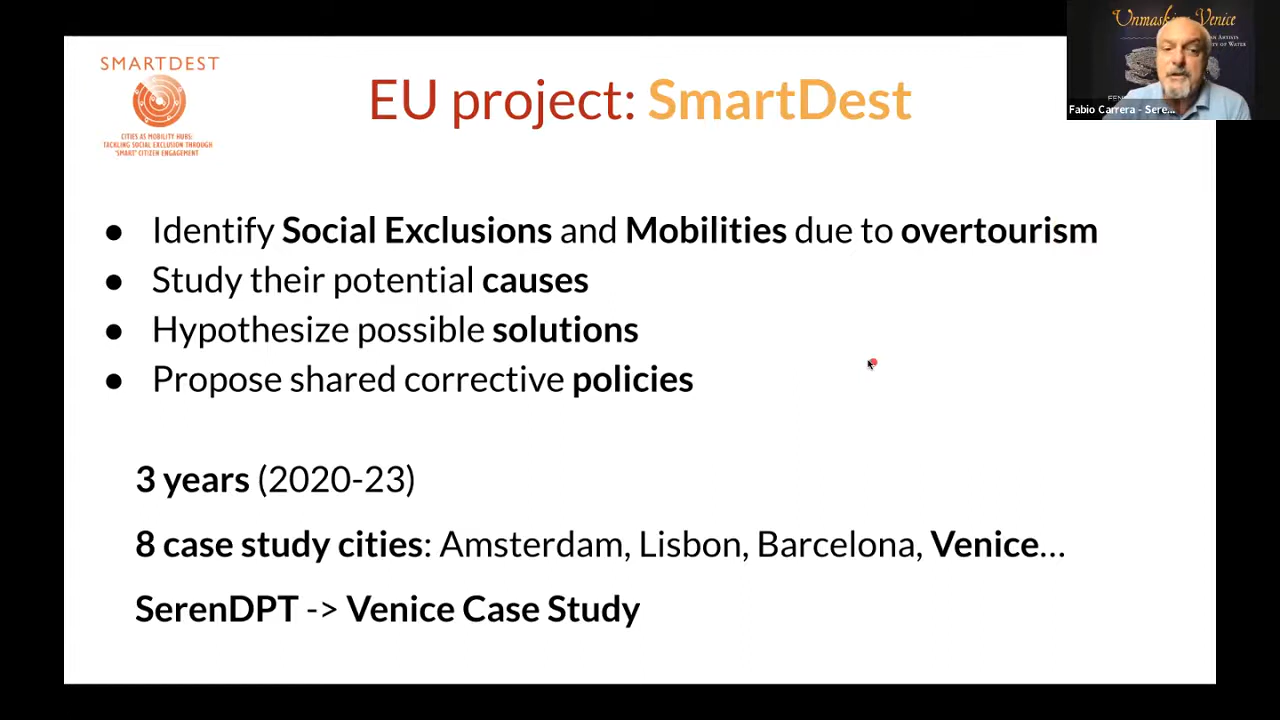 SMARTDEST
CITIES AS MOBILITY HUBS:
TACKLING SOCIAL EXCLUSION THROUGH
"SMART" CITIZEN ENGAGEMENT.
EU project: SmartDest
Unmasking Venice
Fabio Carrera - Sere...
● Identify Social Exclusions and Mobilities due to overtourism
● Study their potential causes
● Hypothesize possible solutions
● Propose shared corrective policies
3 years (2020-23)
8 case study cities: Amsterdam, Lisbon, Barcelona, Venice...
SerenDPT -> Venice Case Study